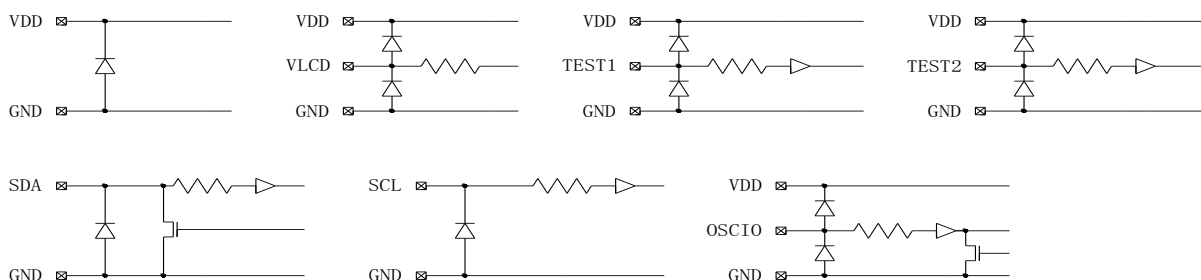 VDD
GND
VDD
VLCD
GND
VDD
TEST1
GND
VDD
TEST2
GND
SDA
GND
SCL
GND
VDD
OSCIO
GND